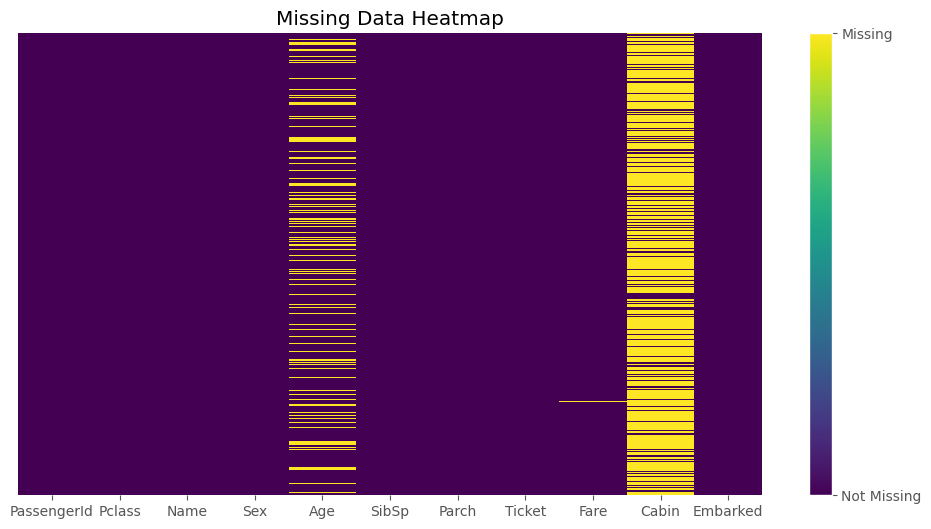 Missing Data Heatmap
Missing
Not Missing
PassengerId Pclass Name Sex Age SibSp Parch Ticket Fare Cabin Embarked